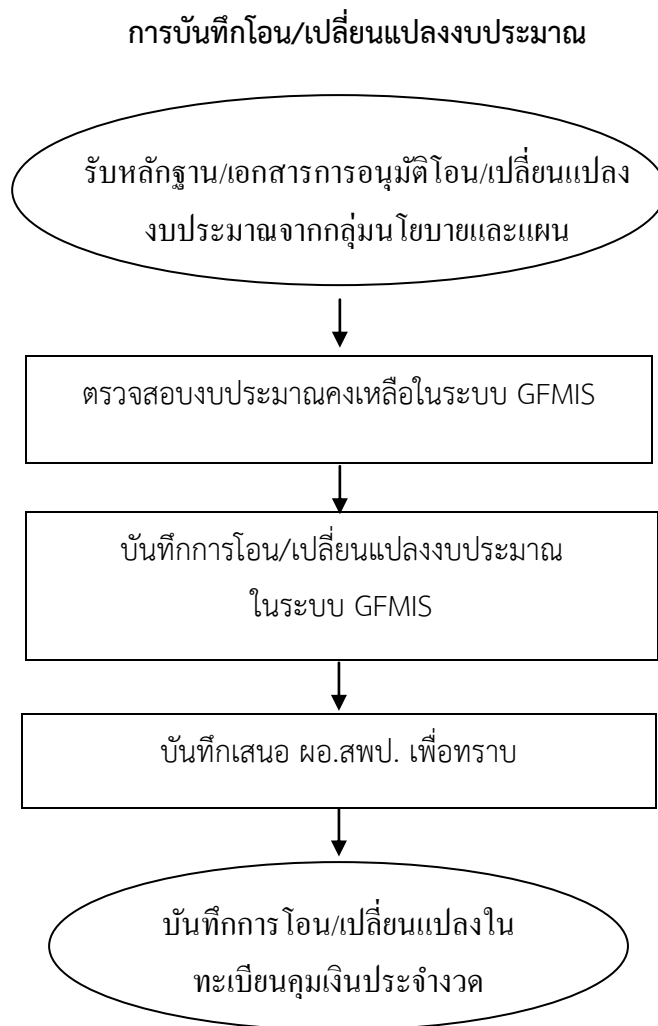 การบันทึกโอน/เปลี่ยนแปลงงบประมาณ
รับหลักฐาน/เอกสารการอนุมัติโอน/เปลี่ยนแปลง
งบประมาณจากกลุ่มนโยบายและแผน
ตรวจสอบงบประมาณคงเหลือในระบบ GFMIS
บันทึกการโอน/เปลี่ยนแปลงงบประมาณ
ในระบบ GFMIS
บันทึกเสนอ ผอ.สพป. เพื่อทราบ
บันทึกการโอน/เปลี่ยนแปลงใน
ทะเบียนคุมเงินประจำงวด